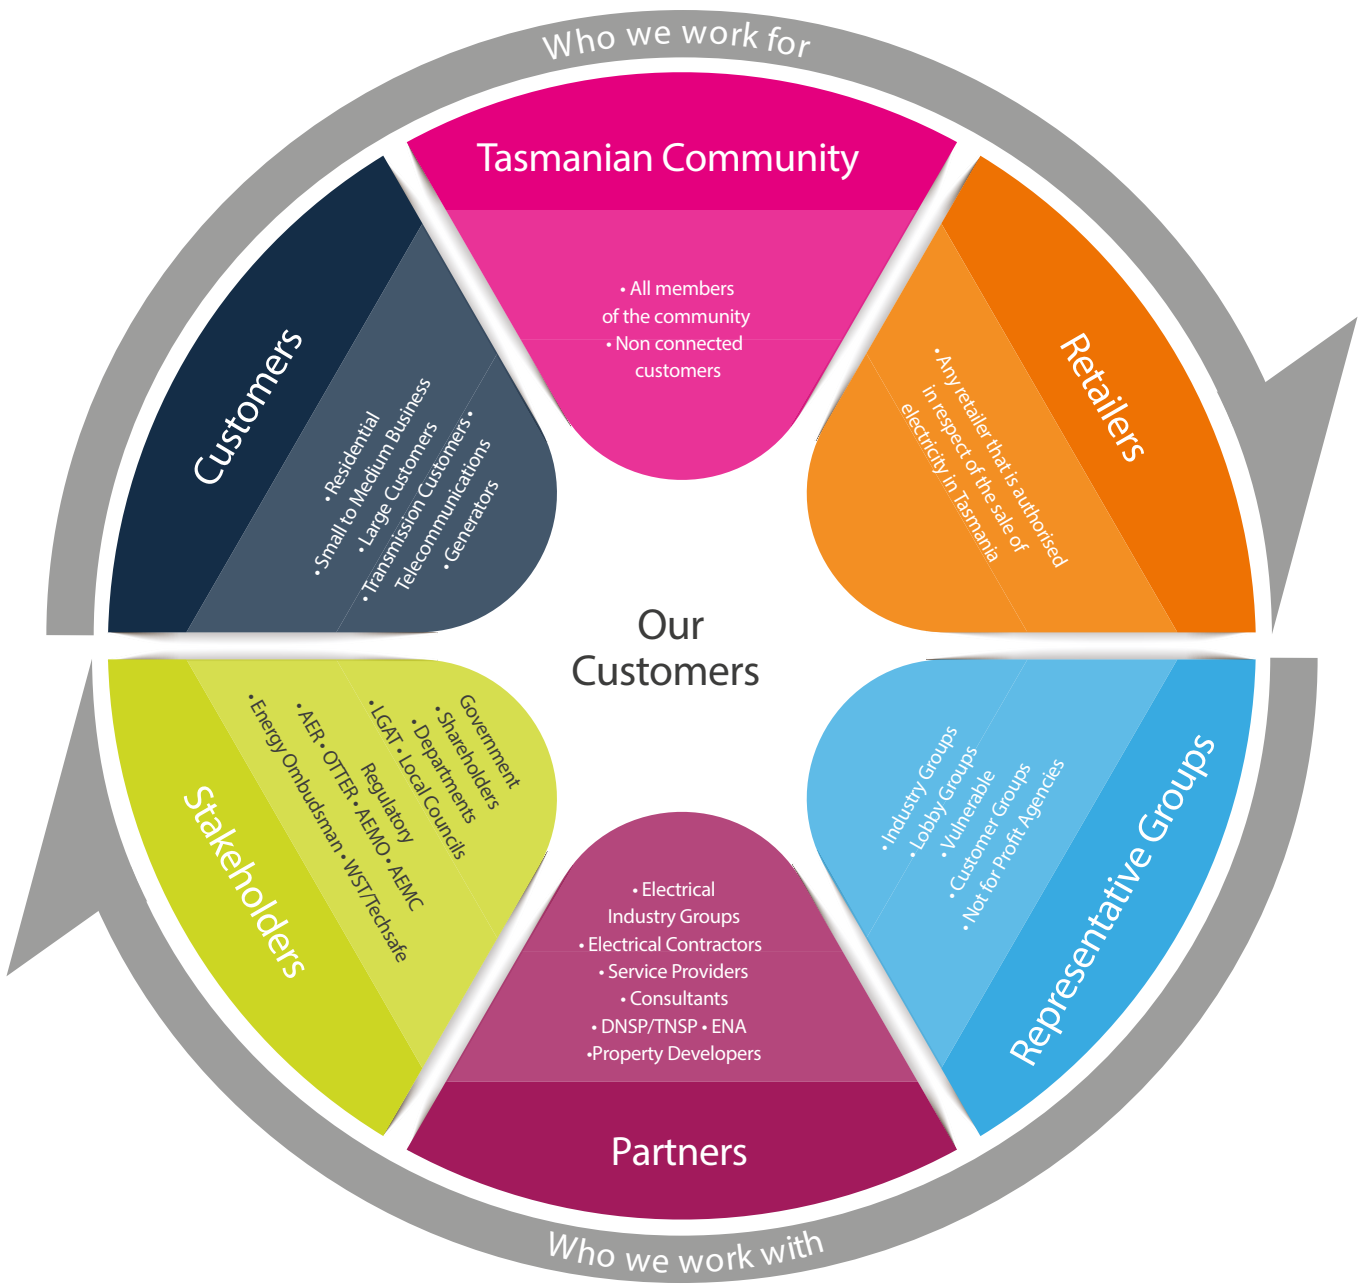 Who we work for
Tasmanian Community
• All members
of the community
• Non connected
customers
Retailers
• Any retailer that is authorised
in respect of the sale of
electricity in Tasmania
Customers
• Residential
• Small to Medium Business
• Large Customers
• Transmission Customers •
Telecommunications
• Generators
Our
Customers
Stakeholders
Government
• Shareholders
• Departments
• LGAT • Local Councils
Regulatory
• AER • OTTER • AEMO • AEMC
• Energy Ombudsman • WST/Techsafe
Representative Groups
• Industry Groups
• Lobby Groups
• Vulnerable
• Customer Groups
• Not for Profit Agencies
• Electrical
Industry Groups
• Electrical Contractors
• Service Providers
• Consultants
• DNSP/TNSP • ENA
•Property Developers
Partners
Who we work with